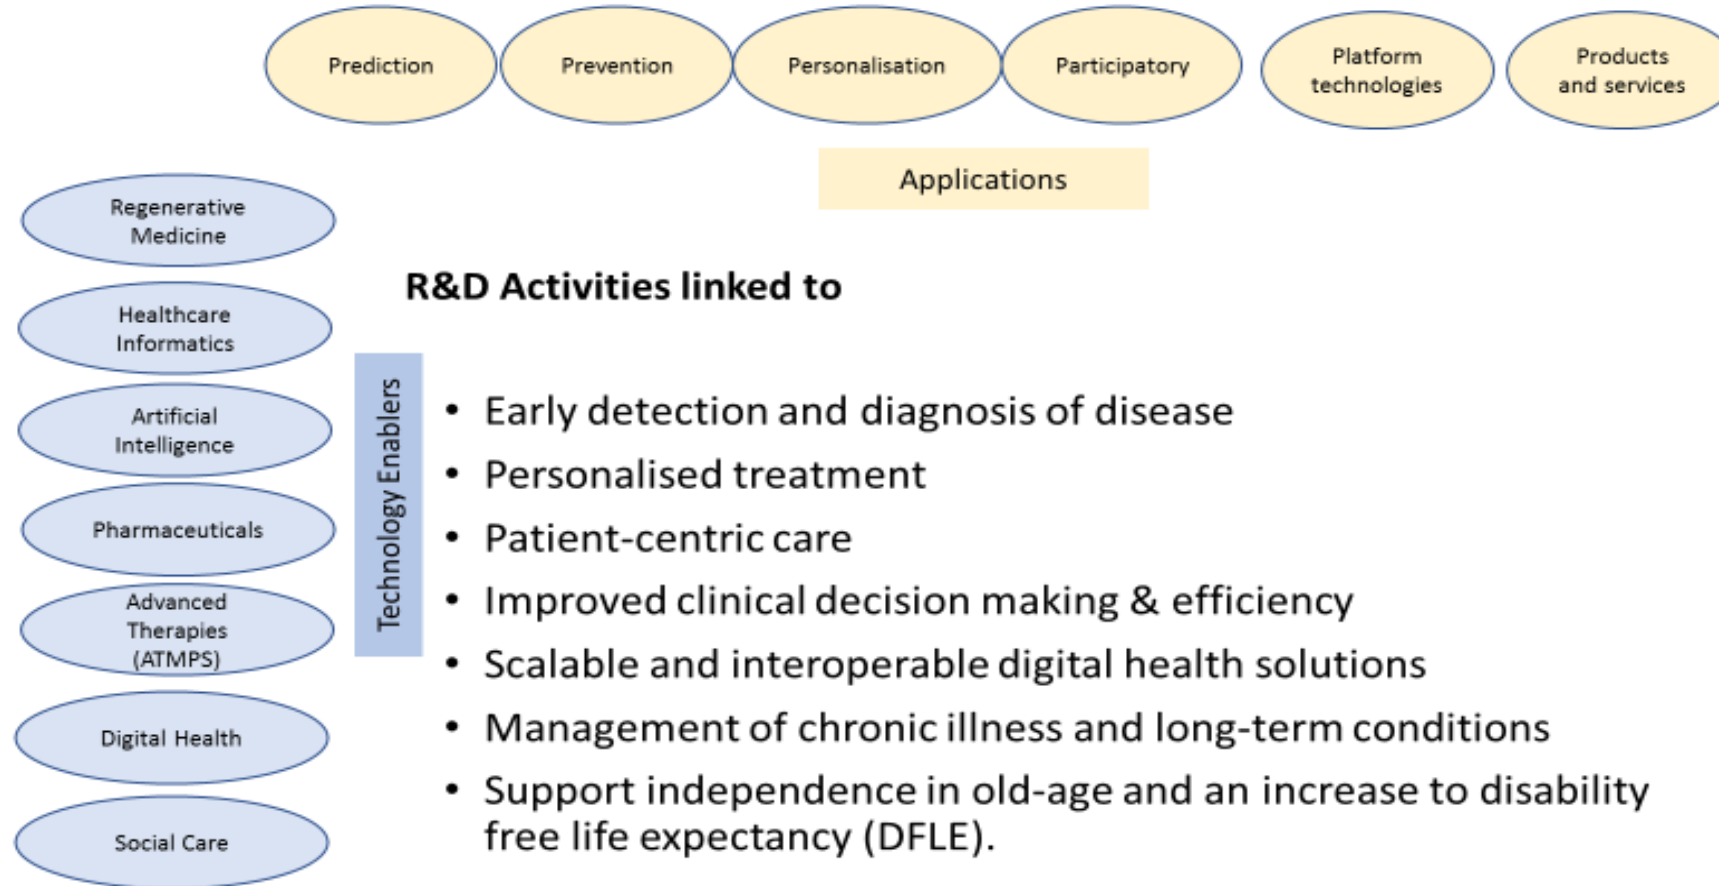 Prediction
Prevention
Personalisation
Participatory
Platform
technologies
Products
and services
Applications
Regenerative
Medicine
Healthcare
Informatics
Artificial
Intelligence
Pharmaceuticals
Advanced
Therapies
(ATMPS)
Digital Health
Social Care
Technology Enablers
R&D Activities linked to
• Early detection and diagnosis of disease
• Personalised treatment
• Patient-centric care
• Improved clinical decision making & efficiency
• Scalable and interoperable digital health solutions
• Management of chronic illness and long-term conditions
• Support independence in old-age and an increase to disability
free life expectancy (DFLE).